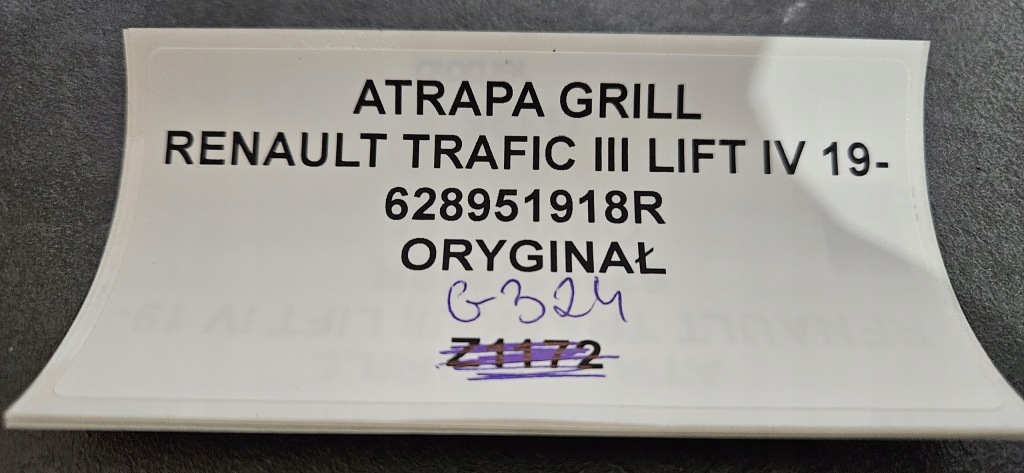 ATRAPA GRILL
RENAULT TRAFIC III LIFT IV 19-
628951918R
ORYGINAŁ
G324
Z1172